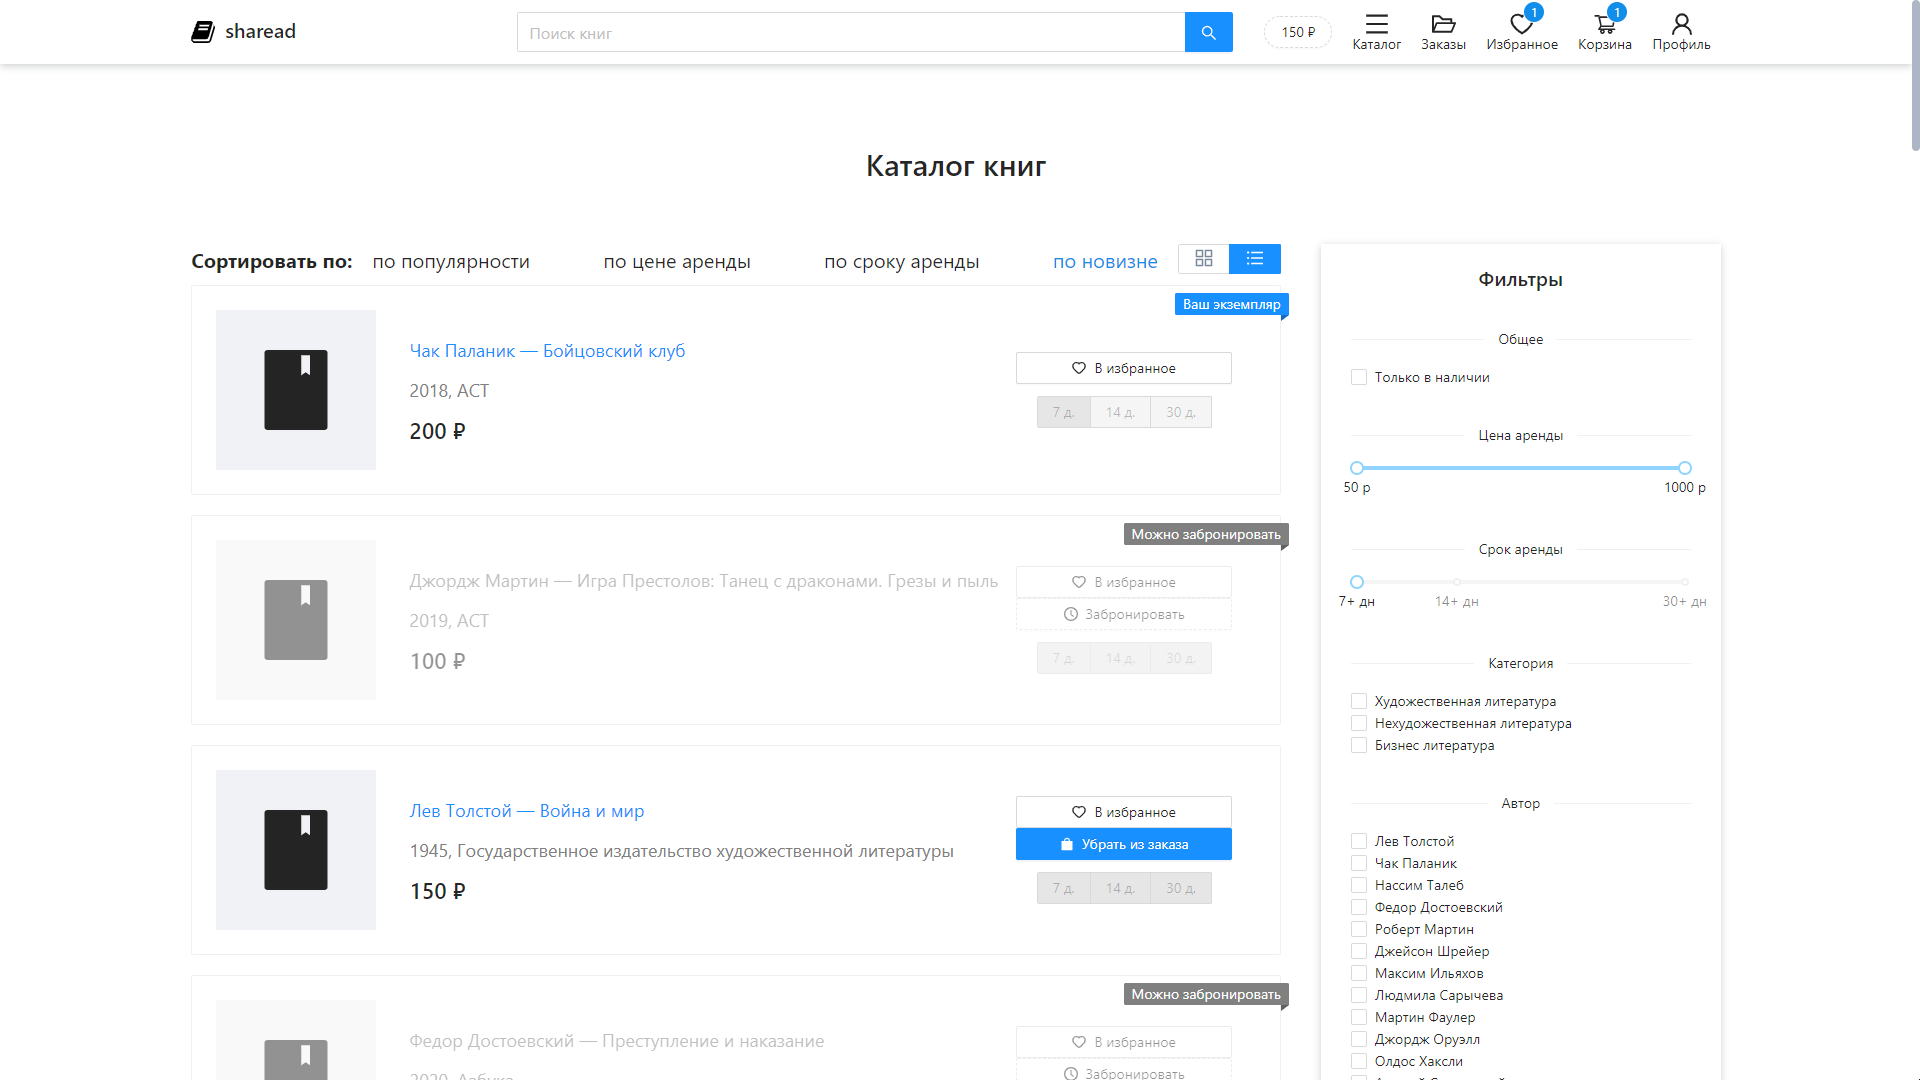 sharead
Поиск книг
150 ₽
Каталог
Заказы
1
Избранное
1
Корзина
Профиль
Каталог книг
Сортировать по: по популярности по цене аренды по сроку аренды по новизне
Ваш экземпляр
Чак Паланик — Бойцовский клуб
2018, АСТ
200 ₽
В избранное
7 д. 14 д. 30 д.
Можно забронировать
Джордж Мартин — Игра Престолов: Танец с драконами. Грезы и пыль
2019, АСТ
100 ₽
В избранное
Забронировать
7 д. 14 д. 30 д.
Лев Толстой — Война и мир
1945, Государственное издательство художественной литературы
150 ₽
В избранное
Убрать из заказа
7 д. 14 д. 30 д.
Можно забронировать
Федор Достоевский — Преступление и наказание
2020, Азбука
В избранное
Забронировать
Фильтры
Общее
Только в наличии
Цена аренды
50 р 1000 р
Срок аренды
7+ дн 14+ дн 30+ дн
Категория
Художественная литература
Нехудожественная литература
Бизнес литература
Автор
Лев Толстой
Чак Паланик
Нассим Талеб
Федор Достоевский
Роберт Мартин
Джейсон Шрейер
Максим Ильяхов
Людмила Сарычева
Мартин Фаулер
Джордж Оруэлл
Олдос Хаксли